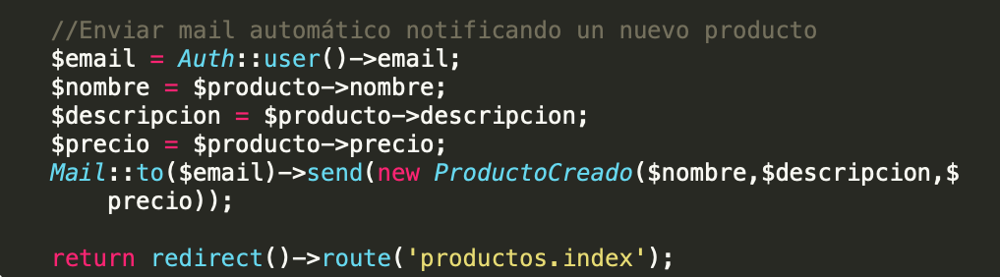 //Enviar mail automático notificando un nuevo producto
$email = Auth::user()->email;
$nombre = $producto->nombre;
$descripcion = $producto->descripcion;
$precio = $producto->precio;
Mail::to($email)->send(new ProductoCreado($nombre,$descripcion,$
precio));
return redirect()->route('productos.index');